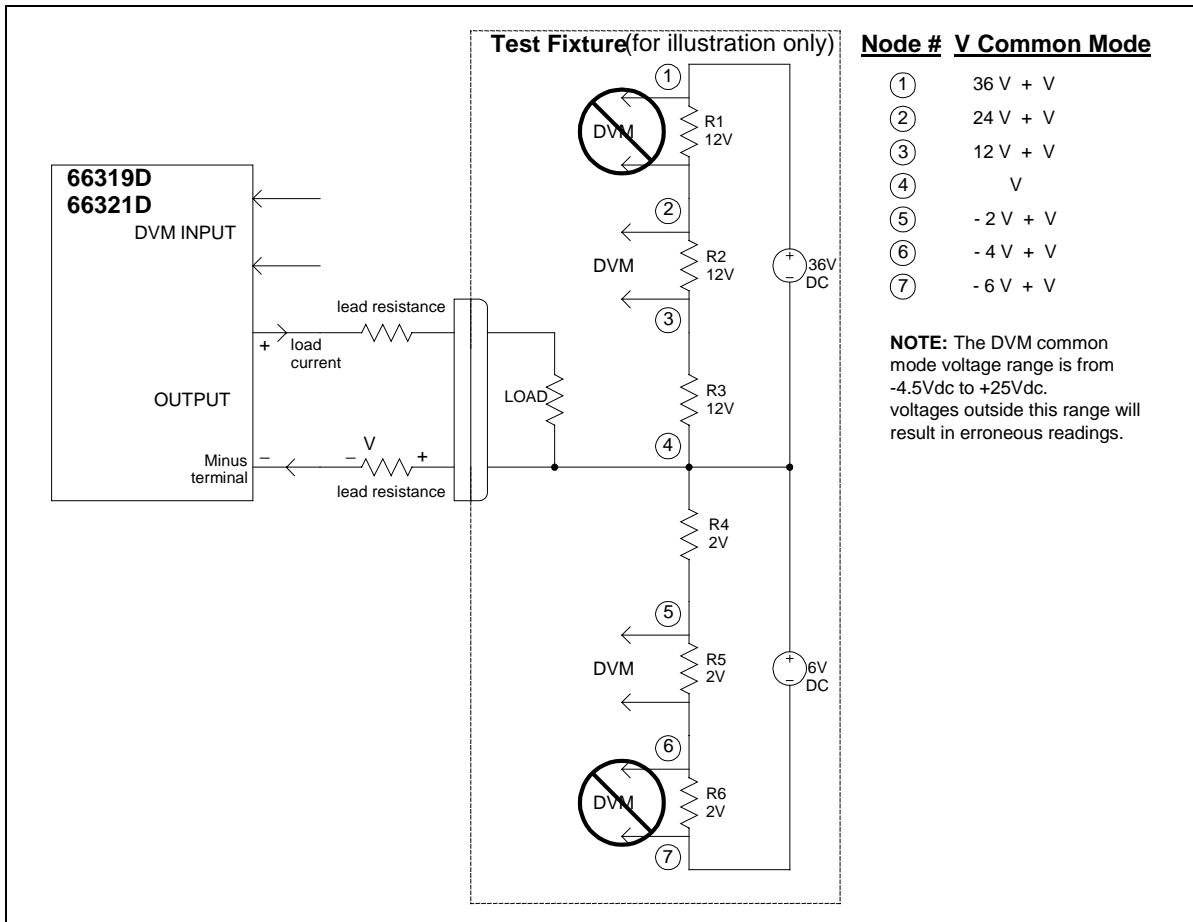 Test Fixture(for illustration only)
Node # V Common Mode
1 36 V + V
2 24 V + V
3 12 V + V
4 V
5 - 2 V + V
6 - 4 V + V
7 - 6 V + V
NOTE: The DVM common
mode voltage range is from
-4.5Vdc to +25Vdc.
voltages outside this range will
result in erroneous readings.
66319D
66321D
DVM INPUT
OUTPUT
Minus
terminal
+
load
current
lead resistance
−
− V +
lead resistance
LOAD
1
DVM
R1
12V
2
DVM
R2
12V
3
R3
12V
4
+
−
36V
DC
R4
2V
5
DVM
R5
2V
6
DVM
R6
2V
7
+
−
6V
DC